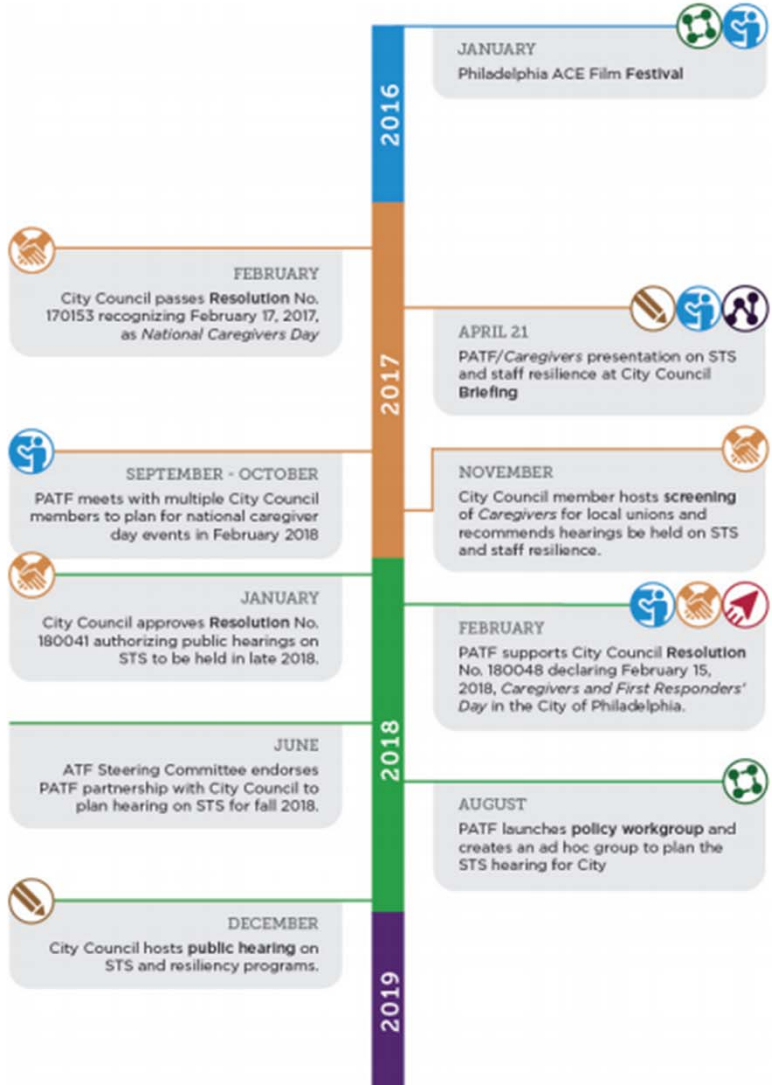 2016
JANUARY
Philadelphia ACE Film Festival
2017
FEBRUARY
City Council passes Resolution No.
170153 recognizing February 17, 2017,
as National Caregivers Day
APRIL 21
PATF/Caregivers presentation on STS
and staff resilience at City Council
Briefing
SEPTEMBER - OCTOBER
PATF meets with multiple City Council
members to plan for national caregiver
day events in February 2018
NOVEMBER
City Council member hosts screening
of Caregivers for local unions and
recommends hearings be held on STS
and staff resilience.
2018
JANUARY
City Council approves Resolution No.
180041 authorizing public hearings on
STS to be held in late 2018.
FEBRUARY
PATF supports City Council Resolution
No. 180048 declaring February 15,
2018, Caregivers and First Responders'
Day in the City of Philadelphia.
JUNE
ATF Steering Committee endorses
PATF partnership with City Council to
plan hearing on STS for fall 2018.
AUGUST
PATF launches policy workgroup and
creates an ad hoc group to plan the
STS hearing for City
DECEMBER
City Council hosts public hearing on
STS and resiliency programs.
2019